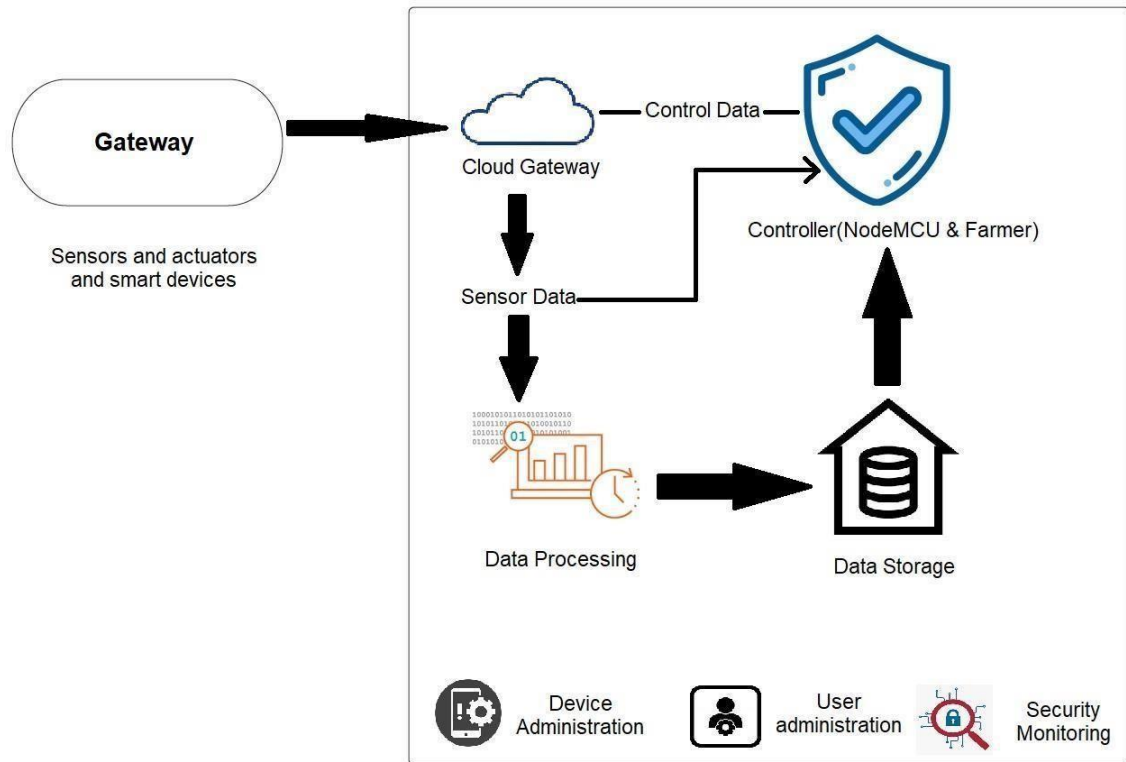 Gateway
Sensors and actuators
and smart devices
Cloud Gateway
Control Data
Controller(NodeMCU & Farmer)
Sensor Data
01
Data Processing
Data Storage
Device
Administration
User
administration
Security
Monitoring